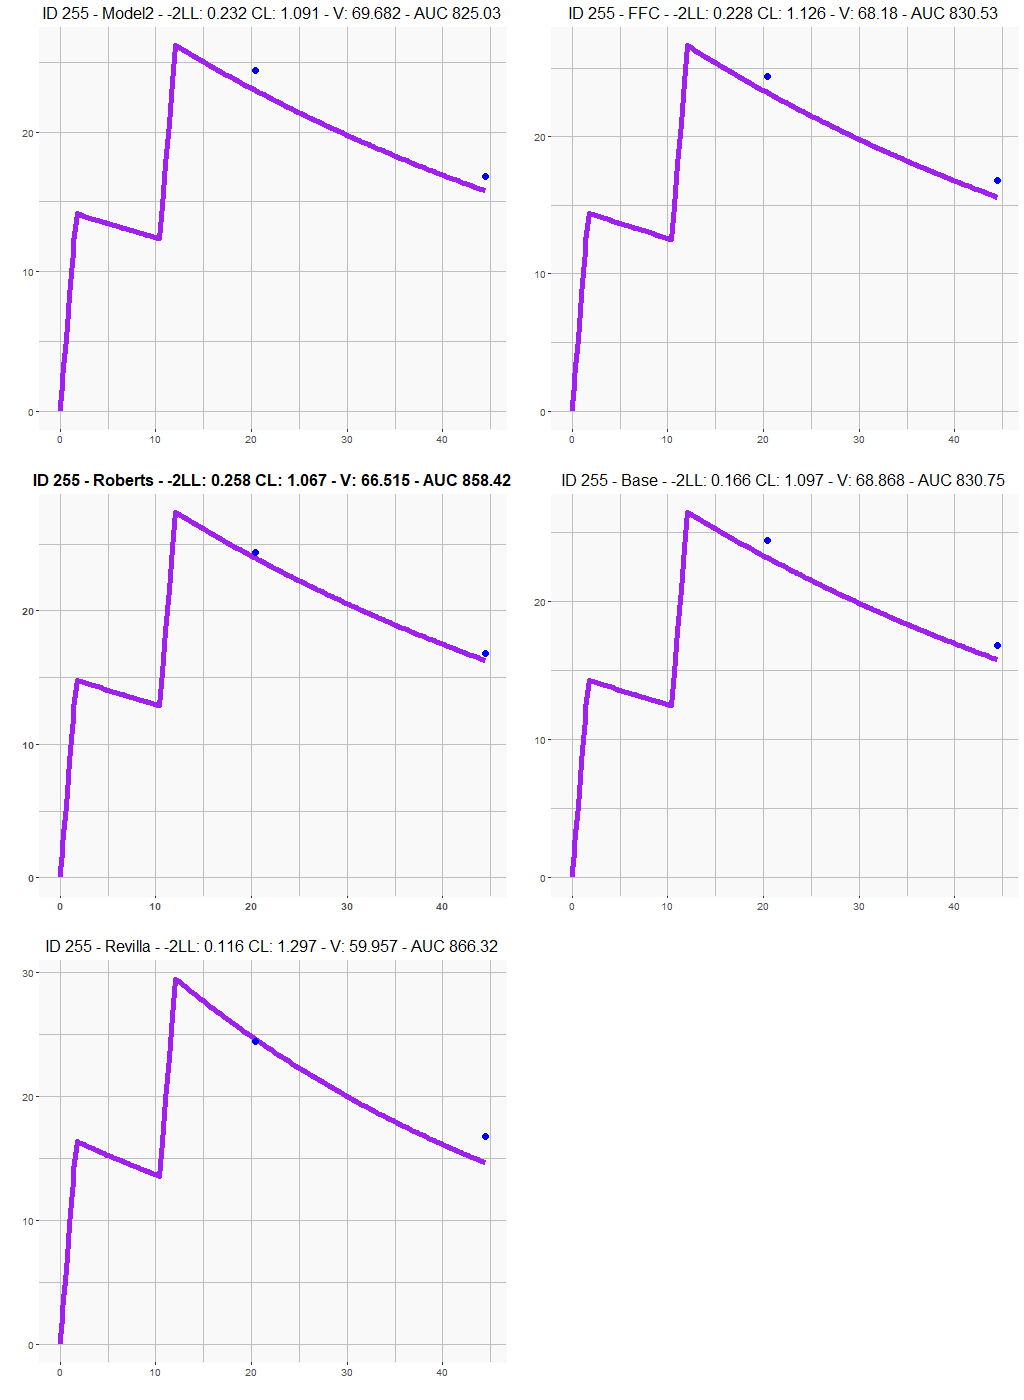 ID 255 - Model2 - -2LL: 0.232 CL: 1.091 - V: 69.682 - AUC 825.03
20
10
0
0 10 20 30 40
ID 255 - FFC - -2LL: 0.228 CL: 1.126 - V: 68.18 - AUC 830.53
20
10
0
0 10 20 30 40
ID 255 - Roberts - -2LL: 0.258 CL: 1.067 - V: 66.515 - AUC 858.42
20
10
0
0 10 20 30 40
ID 255 - Base - -2LL: 0.166 CL: 1.097 - V: 68.868 - AUC 830.75
20
10
0
0 10 20 30 40
ID 255 - Revilla - -2LL: 0.116 CL: 1.297 - V: 59.957 - AUC 866.32
30
20
10
0
0 10 20 30 40